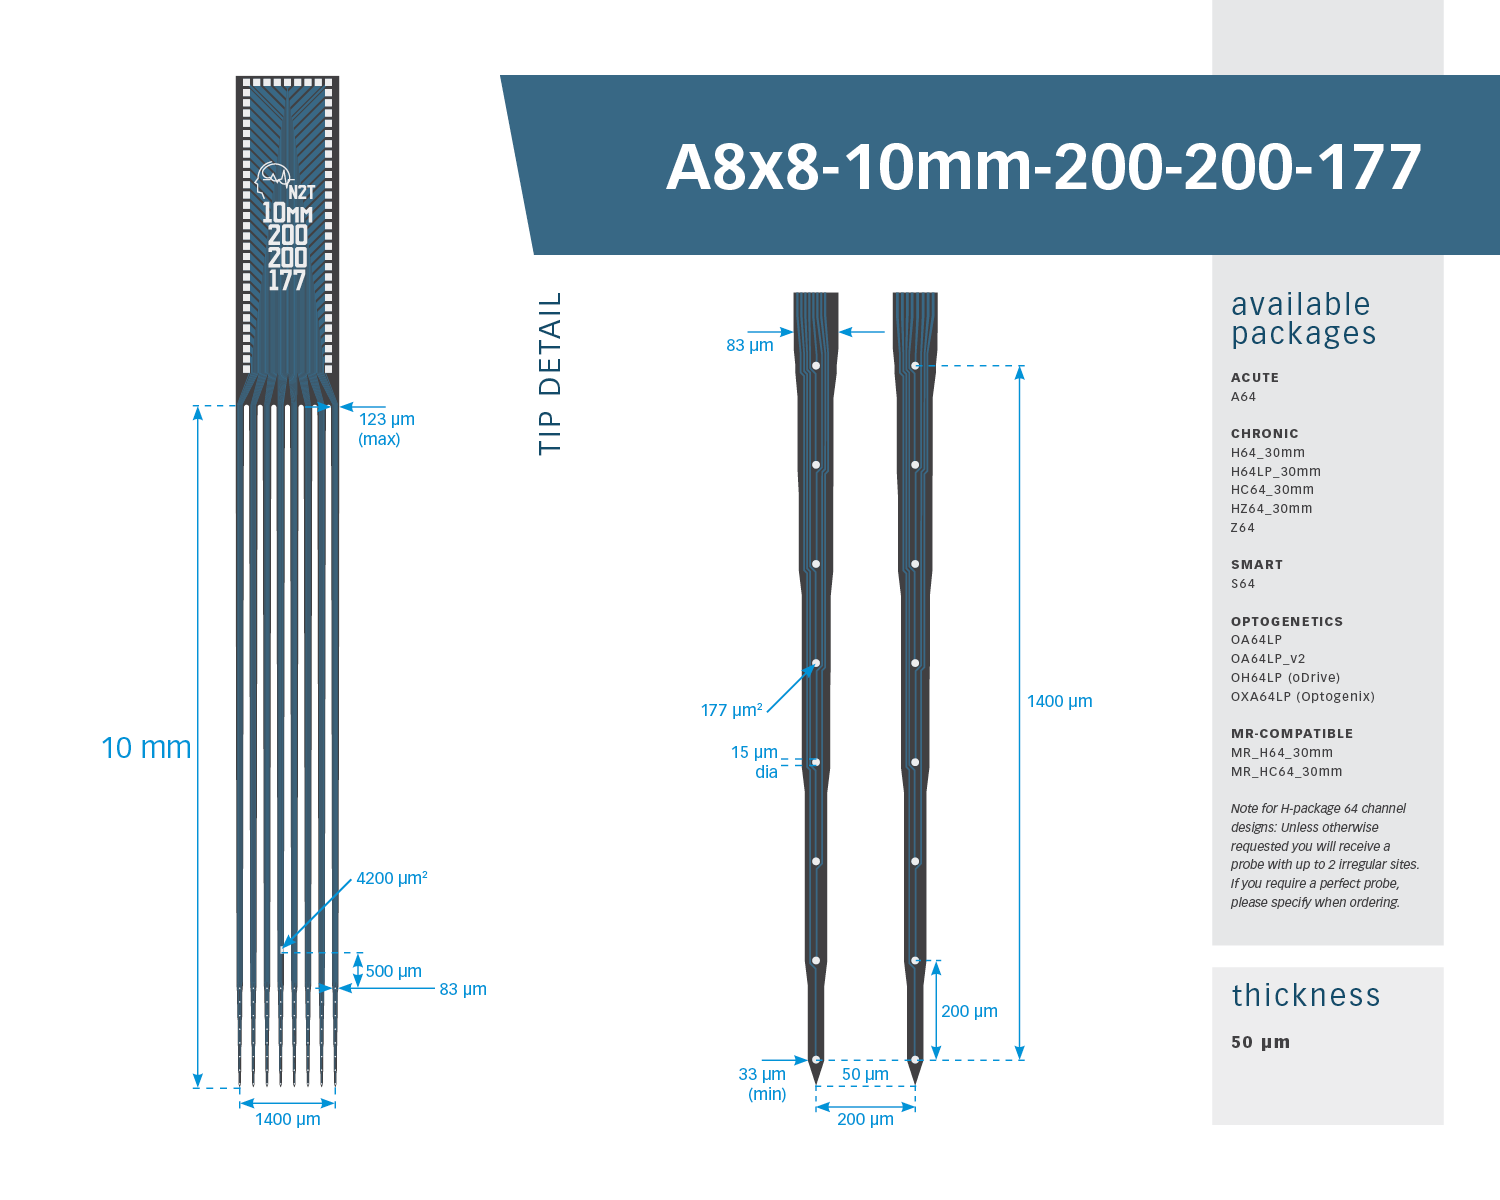 A8x8-10mm-200-200-177
N2T
10MM
200
200
177
123 µm
(max)
10 mm
4200 µm²
500 µm
83 µm
1400 µm
TIP DETAIL
83 µm
177 µm²
15 µm
dia
1400 µm
200 µm
33 µm
(min)
50 µm
200 µm
available
packages
ACUTE
A64
CHRONIC
H64_30mm
H64LP_30mm
HC64_30mm
HZ64_30mm
Z64
SMART
S64
OPTOGENETICS
OA64LP
OA64LP_v2
OH64LP (oDrive)
OXA64LP (Optogenix)
MR-COMPATIBLE
MR_H64_30mm
MR_HC64_30mm
Note for H-package 64 channel
designs: Unless otherwise
requested you will receive a
probe with up to 2 irregular sites.
If you require a perfect probe,
please specify when ordering.
thickness
50 µm